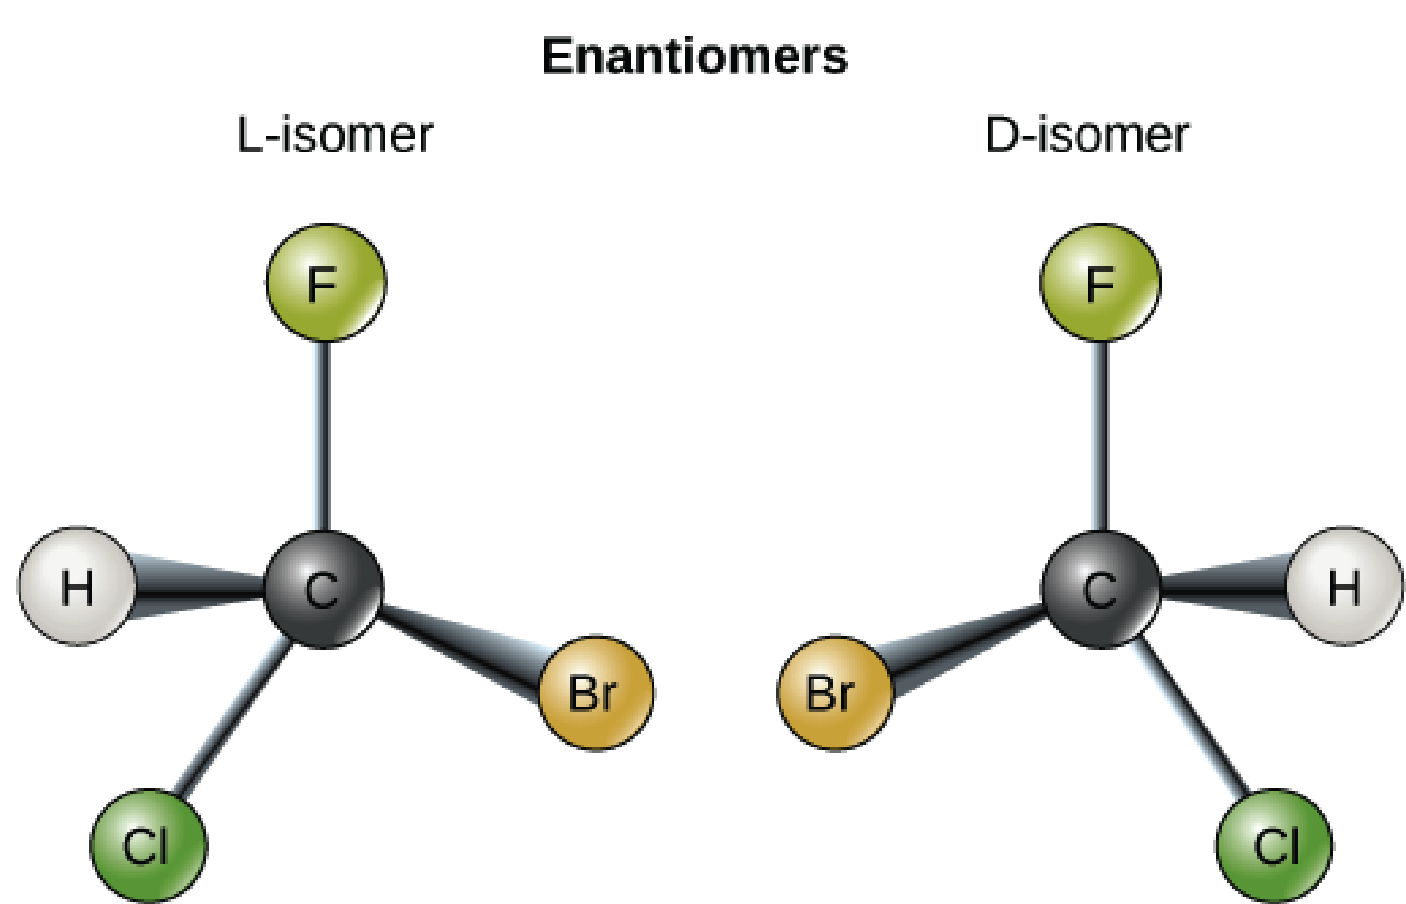 Enantiomers
L-isomer
D-isomer
F
F
H
C
C
H
Br
Br
Cl
Cl